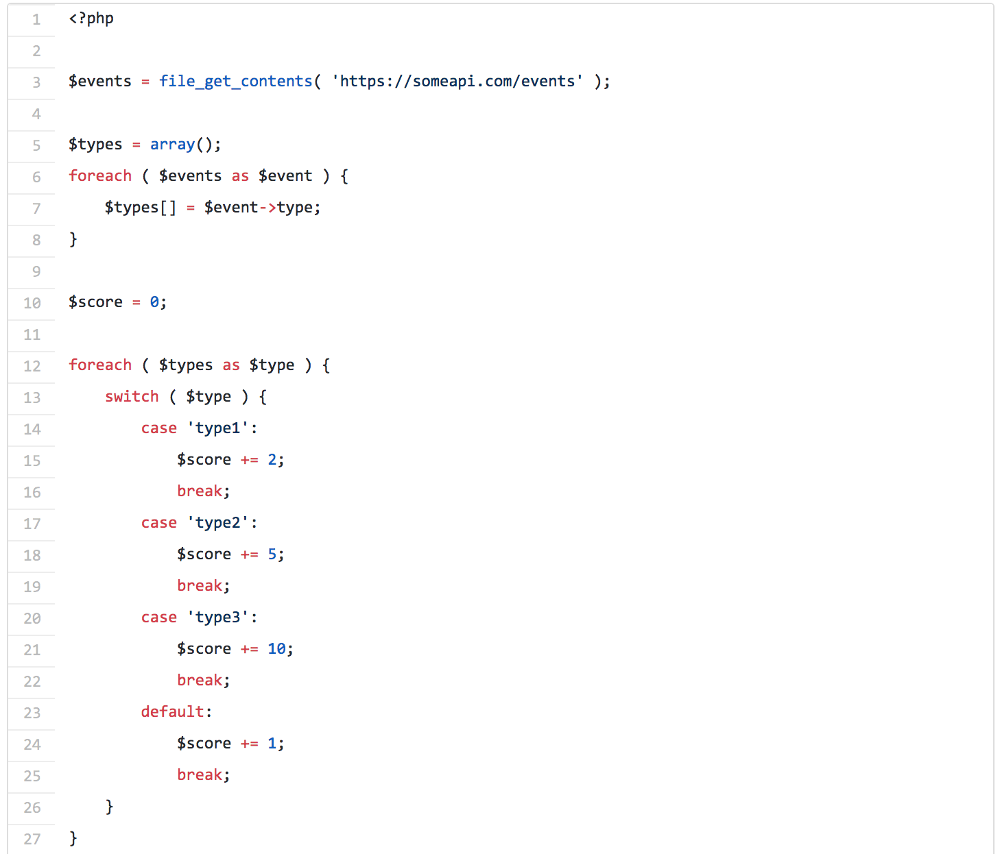 1 <?php
2
3 $events = file_get_contents( 'https://someapi.com/events' );
4
5 $types = array();
6 foreach ( $events as $event ) {
7     $types[] = $event->type;
8 }
9
10 $score = 0;
11
12 foreach ( $types as $type ) {
13     switch ( $type ) {
14         case 'type1':
15             $score += 2;
16             break;
17         case 'type2':
18             $score += 5;
19             break;
20         case 'type3':
21             $score += 10;
22             break;
23         default:
24             $score += 1;
25             break;
26     }
27 }